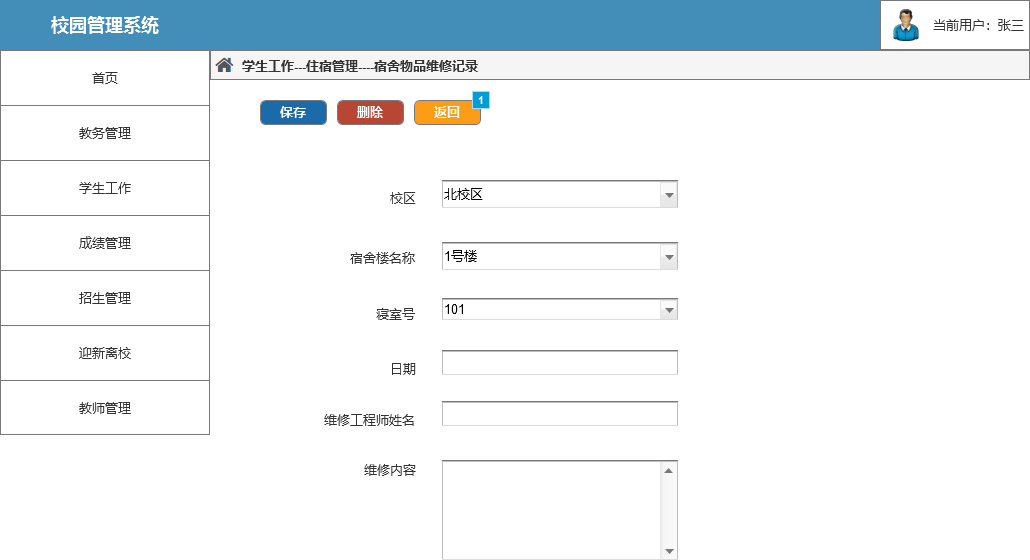 校园管理系统
当前用户：张三
首页
教务管理
学生工作
成绩管理
招生管理
迎新离校
教师管理
学生工作---住宿管理----宿舍物品维修记录
保存 删除 返回 1
校区 北校区
宿舍楼名称 1号楼
寝室号 101
日期
维修工程师姓名
维修内容